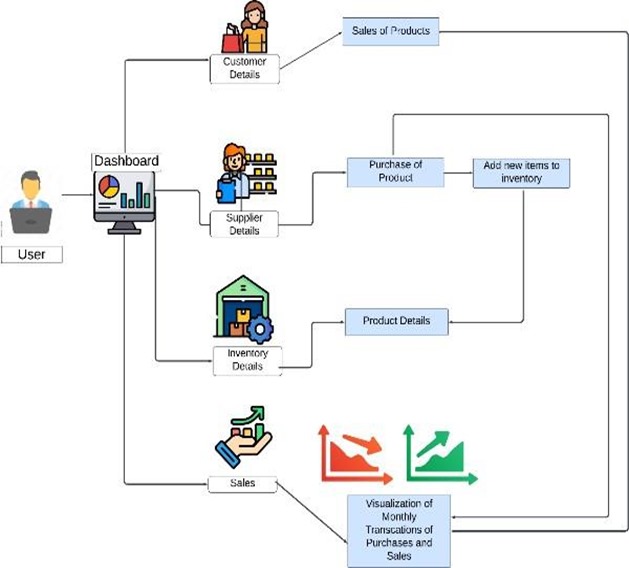 Customer
Details
Sales of Products
Dashboard
User
Supplier
Details
Purchase of
Product
Add new items to
inventory
Inventory
Details
Product Details
Sales
Visualization of
Monthly
Transcations of
Purchases and
Sales